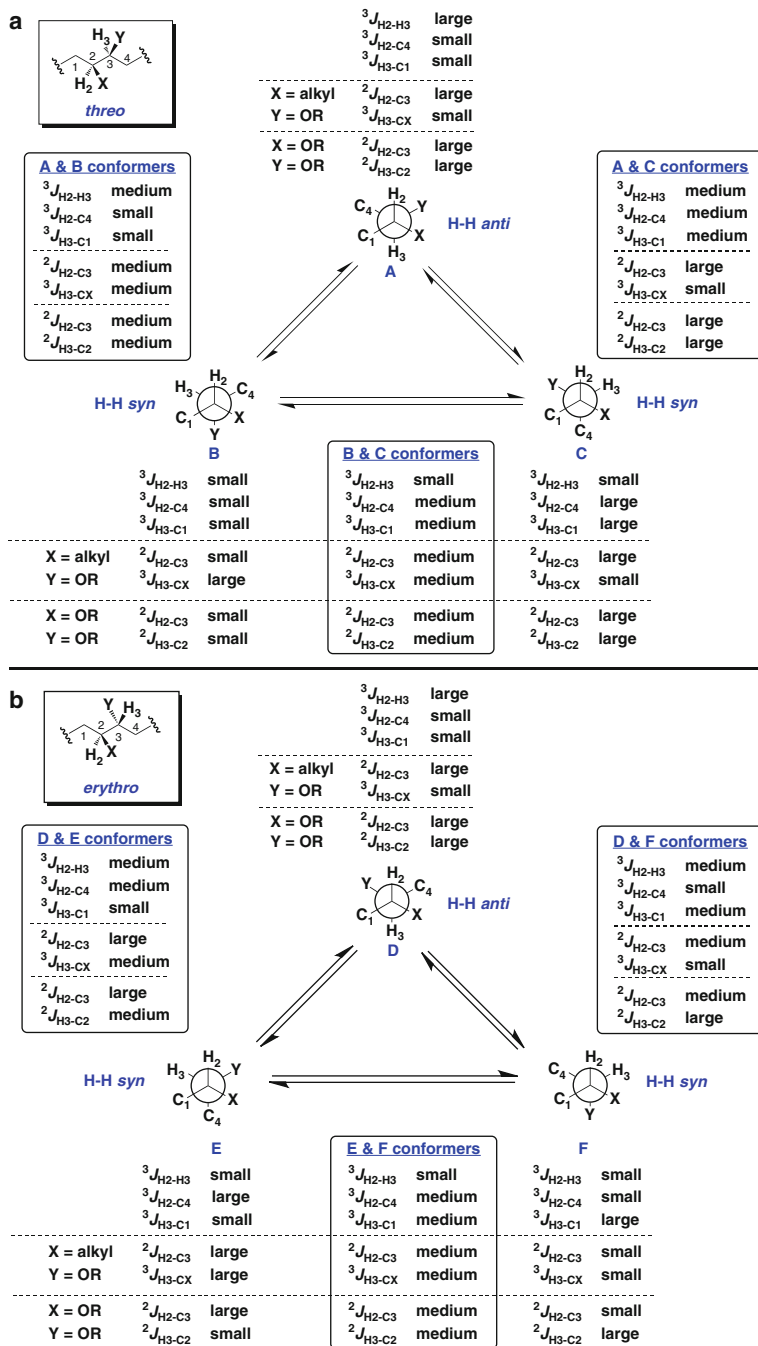 a
H3 Y
1 2 3 4
H2 X
threo
3JH2-H3 large
3JH2-C4 small
3JH3-C1 small
X = alkyl 2JH2-C3 large
Y = OR 3JH3-CX small
X = OR 2JH2-C3 large
Y = OR 2JH3-C2 large
A & B conformers
3JH2-H3 medium
3JH2-C4 small
3JH3-C1 small
2JH2-C3 medium
3JH3-CX medium
2JH2-C3 medium
2JH3-C2 medium
A & C conformers
3JH2-H3 medium
3JH2-C4 medium
3JH3-C1 medium
2JH2-C3 large
3JH3-CX small
2JH2-C3 large
2JH3-C2 large
C4 H2 Y
C1 X
H3
H-H anti
A
H-H syn
H3 H2 C4
C1 X
Y
B
Y H2 H3
C1 X
C4
H-H syn
C
3JH2-H3 small
3JH2-C4 small
3JH3-C1 small
X = alkyl 2JH2-C3 small
Y = OR 3JH3-CX large
X = OR 2JH2-C3 small
Y = OR 2JH3-C2 small
B & C conformers
3JH2-H3 small
3JH2-C4 medium
3JH3-C1 medium
2JH2-C3 medium
3JH3-CX medium
2JH2-C3 medium
2JH3-C2 medium
3JH2-H3 small
3JH2-C4 large
3JH3-C1 large
2JH2-C3 large
3JH3-CX small
2JH2-C3 large
2JH3-C2 large
b
Y H3
1 2 3 4
H2 X
erythro
3JH2-H3 large
3JH2-C4 small
3JH3-C1 small
X = alkyl 2JH2-C3 large
Y = OR 3JH3-CX small
X = OR 2JH2-C3 large
Y = OR 2JH3-C2 large
D & E conformers
3JH2-H3 medium
3JH2-C4 medium
3JH3-C1 small
2JH2-C3 large
3JH3-CX medium
2JH2-C3 large
2JH3-C2 medium
D & F conformers
3JH2-H3 medium
3JH2-C4 small
3JH3-C1 medium
2JH2-C3 medium
3JH3-CX small
2JH2-C3 medium
2JH3-C2 large
Y H2 C4
C1 X
H3
H-H anti
D
H-H syn
H3 H2 Y
C1 X
C4
E
C4 H2 H3
C1 X
Y
H-H syn
F
3JH2-H3 small
3JH2-C4 large
3JH3-C1 small
X = alkyl 2JH2-C3 large
Y = OR 3JH3-CX large
X = OR 2JH2-C3 large
Y = OR 2JH3-C2 small
E & F conformers
3JH2-H3 small
3JH2-C4 medium
3JH3-C1 medium
2JH2-C3 medium
3JH3-CX medium
2JH2-C3 medium
2JH3-C2 medium
3JH2-H3 small
3JH2-C4 small
3JH3-C1 large
2JH2-C3 small
3JH3-CX small
2JH2-C3 small
2JH3-C2 large